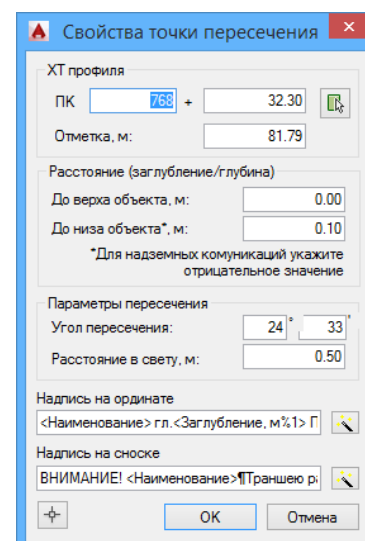 Свойства точки пересечения
ХТ профиля
ПК 768 + 32.30
Отметка, м: 81.79
Расстояние (заглубление/глубина)
До верха объекта, м: 0.00
До низа объекта*, м: 0.10
*Для надземных комуникаций укажите
отрицательное значение
Параметры пересечения
Угол пересечения: 24 ° 33 '
Расстояние в свету, м: 0.50
Надпись на ординате
<Наименование> гл.<Заглубление, м%1> П
Надпись на сноске
ВНИМАНИЕ! <Наименование>¶Траншею р
OK Отмена